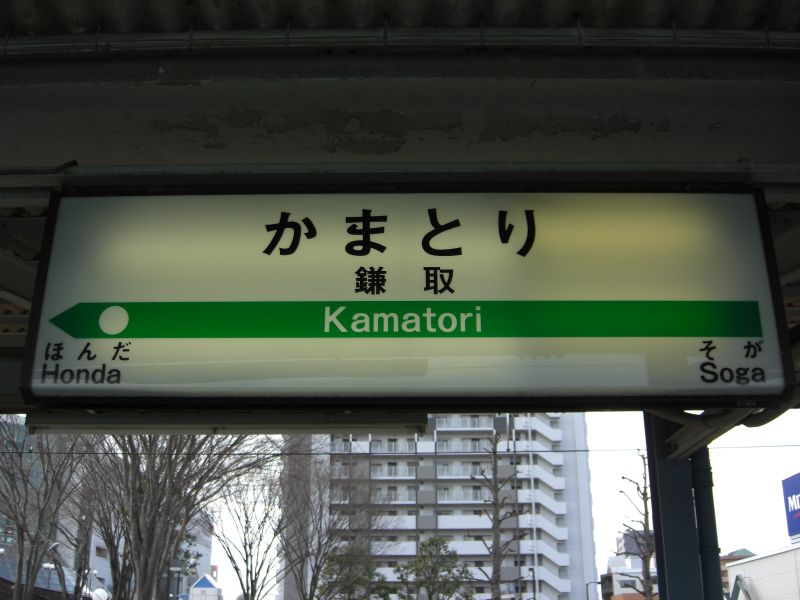 かまとり
鎌取
Kamatori
ほんだ
Honda
そが
Soga